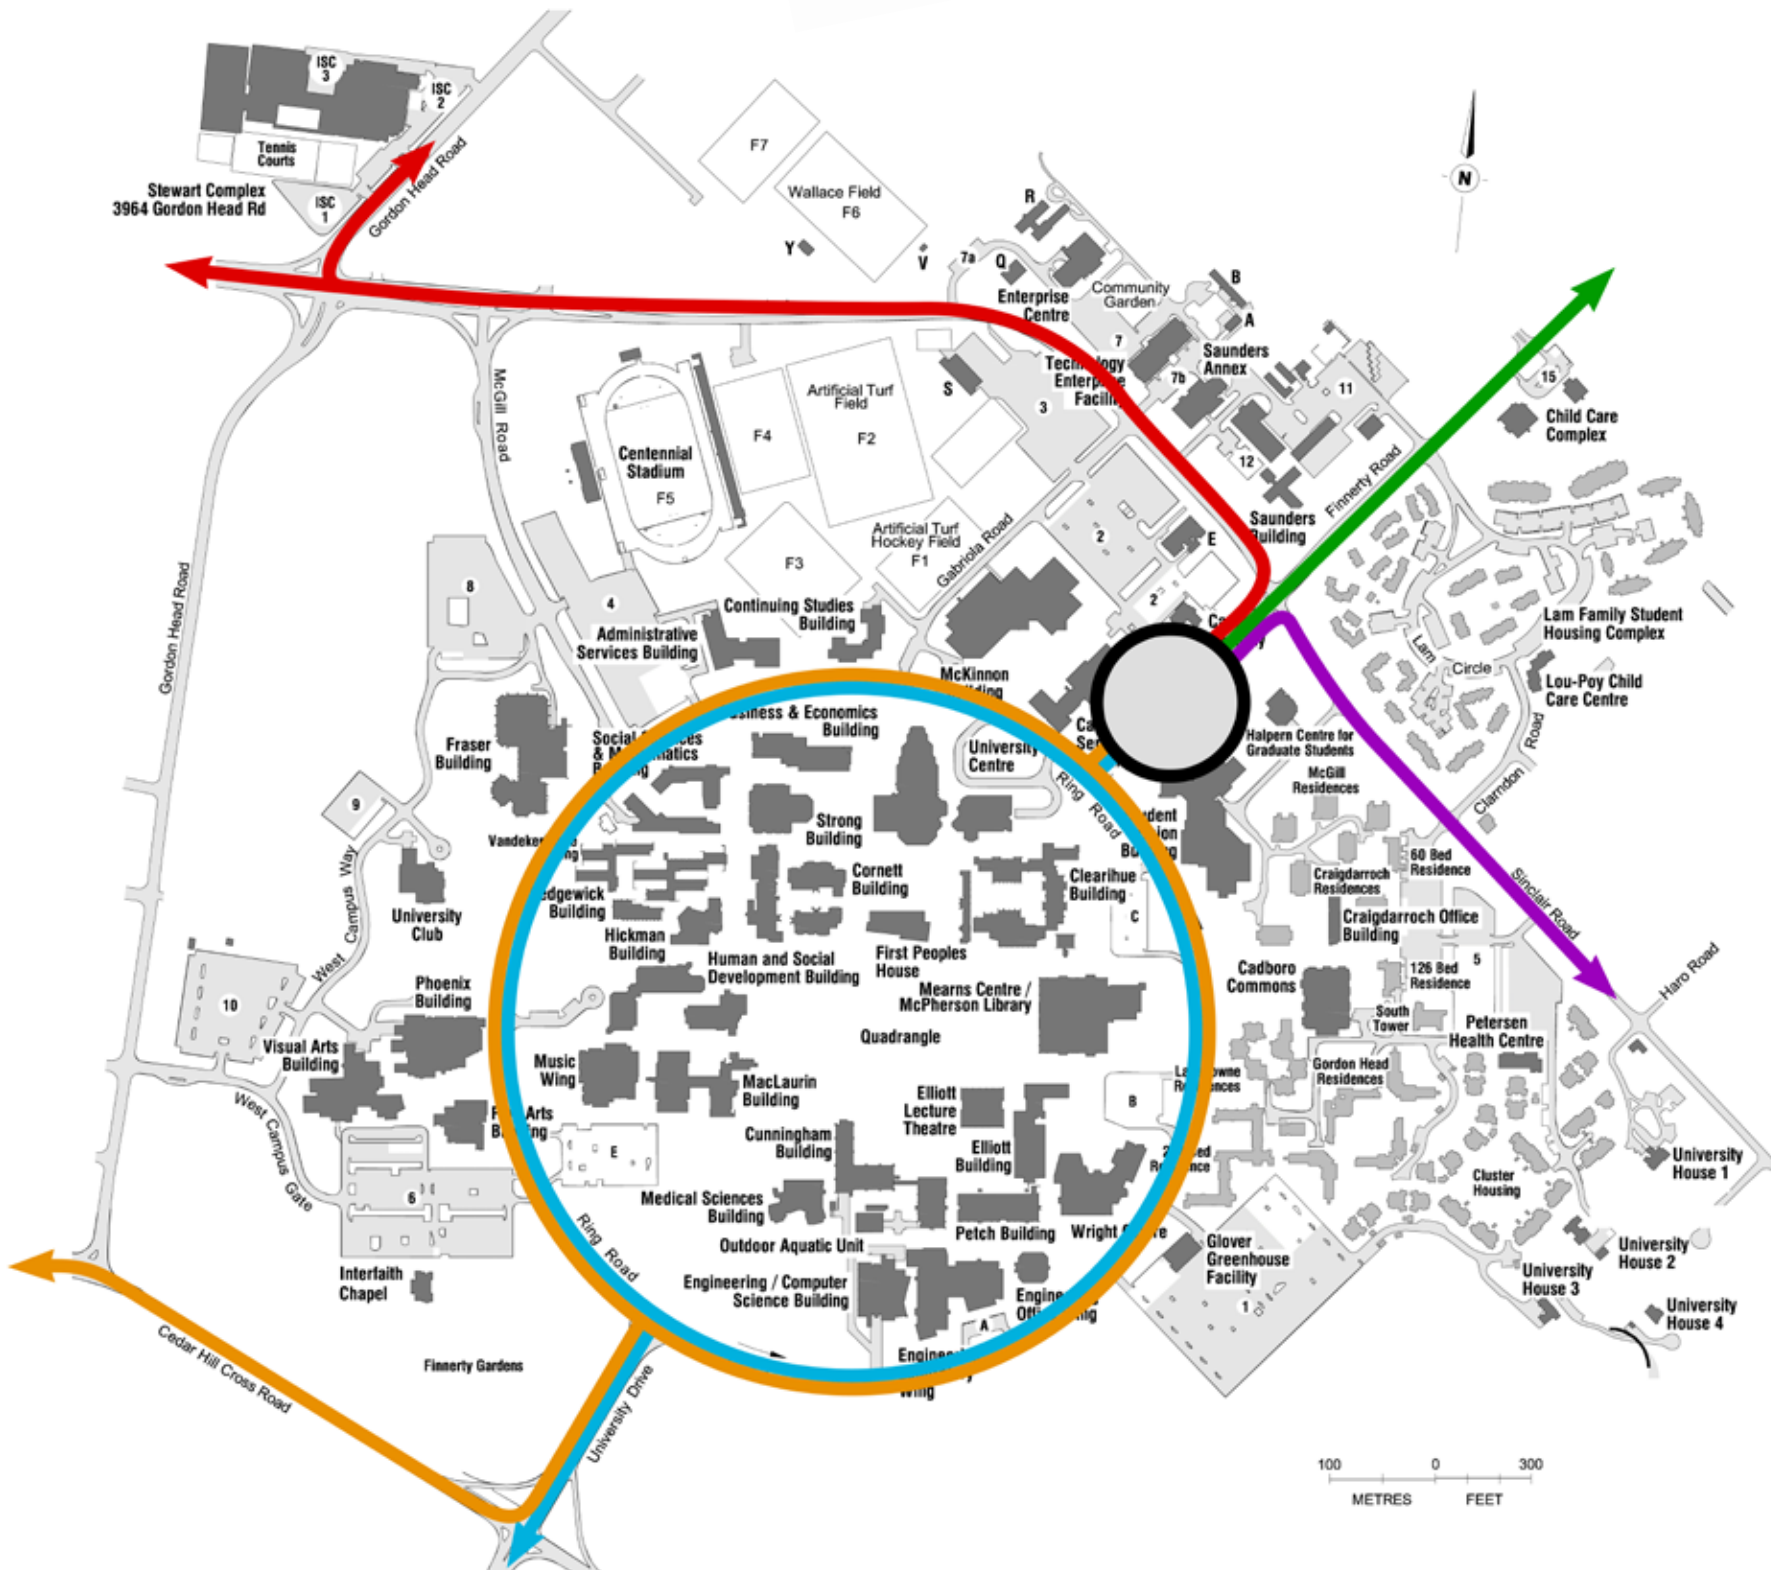 ISC
3
ISC
2
Tennis
Courts
Stewart Complex
3964 Gordon Head Rd
ISC
1
Gordon Head Road
F7
Wallace Field
F6
Y
V
R
7a
Q
Enterprise
Centre
Community
Garden
B
A
N
7
Technology
Enterprise
Facility
7b
Saunders
Annex
S
3
11
15
Child Care
Complex
12
Finnerty Road
Saunders
Building
McGill Road
Centennial
Stadium
F5
F4
Artificial Turf
Field
F2
Artificial Turf
Hockey Field
F1
F3
Gabriola Road
2
E
2
Gordon Head Road
8
4
Continuing Studies
Building
Administrative
Services Building
McKinnon
Building
Lam Family Student
Housing Complex
Lam
Circle
Lou-Poy Child
Care Centre
Clarndon
Road
Halpern Centre for
Graduate Students
McGill
Residences
Fraser
Building
Business & Economics
Building
University
Centre
Ring Road
Strong
Building
9
University
Club
West Campus Way
Cornett
Building
Clearihue
Building
C
Building
Hickman
Building
Human and Social
Development Building
First Peoples
House
Mearns Centre /
McPherson Library
Quadrangle
60 Bed
Residence
Craigdarroch
Residences
Craigdarroch Office
Building
Sinclair Road
Haro Road
5
Cadboro
Commons
126 Bed
Residence
South
Tower
Petersen
Health Centre
Gordon Head
Residences
10
Phoenix
Building
Visual Arts
Building
West Campus Gate
Music
Wing
MacLaurin
Building
Elliott
Lecture
Theatre
Elliott
Building
B
Cunningham
Building
E
6
Medical Sciences
Building
Petch Building
Outdoor Aquatic Unit
Engineering / Computer
Science Building
A
Wing
Ring Road
Interfaith
Chapel
Finnerty Gardens
Cedar Hill Cross Road
University Drive
Glover
Greenhouse
Facility
1
Cluster
Housing
University
House 1
University
House 2
University
House 3
University
House 4
100
0
300
METRES
FEET